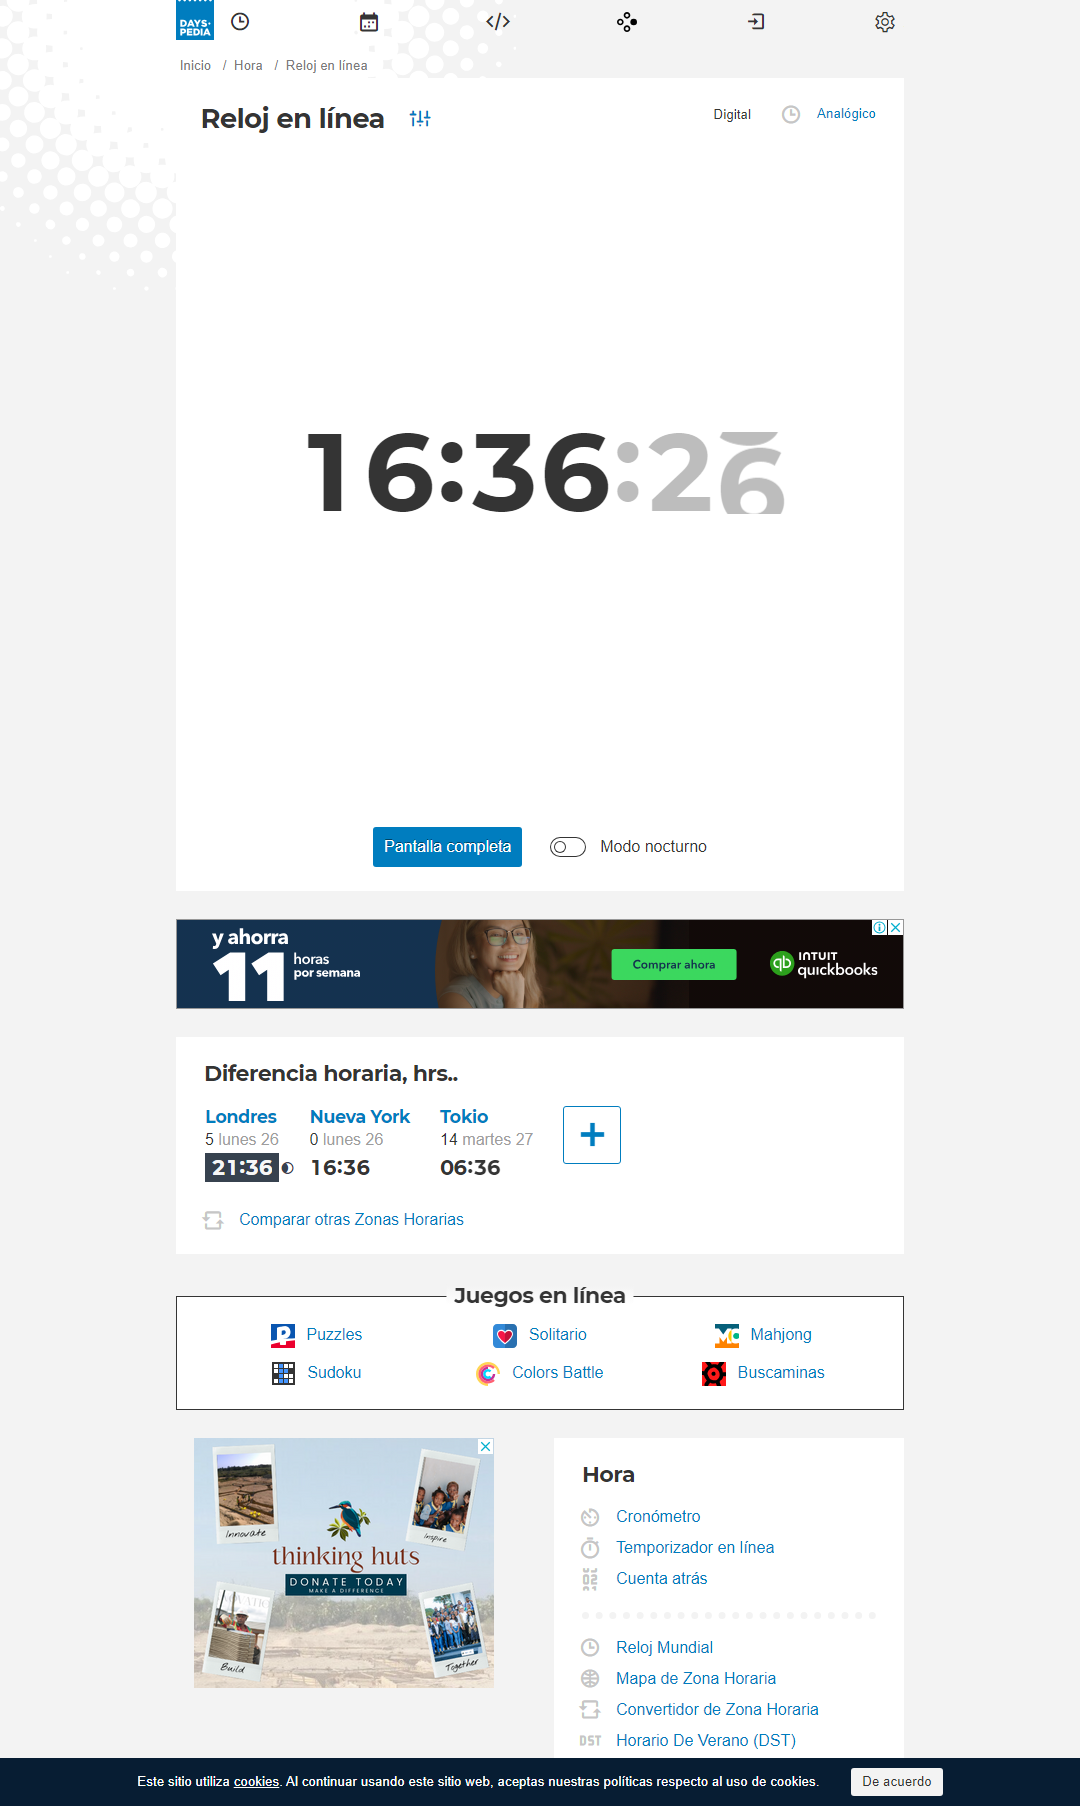 DAYS·
PEDIA
Inicio / Hora / Reloj en línea
Reloj en línea
Digital
Analógico
16:36:26
Pantalla completa
Modo nocturno
y ahorra
11 horas
por semana
Comprar ahora
qb INTUIT
quickbooks
Diferencia horaria, hrs..
Londres
5 lunes 26
21:36
Nueva York
0 lunes 26
16:36
Tokio
14 martes 27
06:36
Comparar otras Zonas Horarias
Juegos en línea
Puzzles
Solitario
Mahjong
Sudoku
Colors Battle
Buscaminas
Innovate
Inspire
thinking huts
DONATE TODAY
MAKE A DIFFERENCE
Build
Together
Hora
Cronómetro
Temporizador en línea
02 Cuenta atrás
Reloj Mundial
Mapa de Zona Horaria
Convertidor de Zona Horaria
DST Horario De Verano (DST)
Este sitio utiliza cookies. Al continuar usando este sitio web, aceptas nuestras políticas respecto al uso de cookies.
De acuerdo